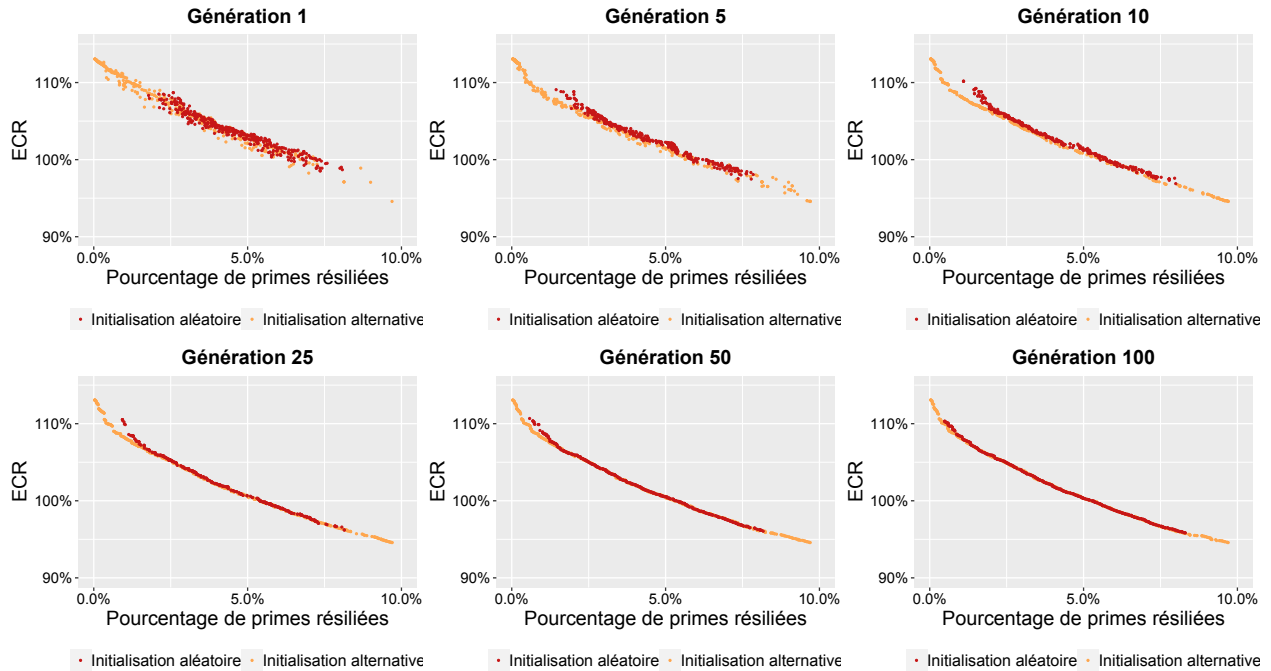 Génération 1
ECR
110%
100%
90%
0.0%
5.0%
10.0%
Pourcentage de primes résiliées
Initialisation aléatoire Initialisation alternative
Génération 5
ECR
110%
100%
90%
0.0%
5.0%
10.0%
Pourcentage de primes résiliées
Initialisation aléatoire Initialisation alternative
Génération 10
ECR
110%
100%
90%
0.0%
5.0%
10.0%
Pourcentage de primes résiliées
Initialisation aléatoire Initialisation alternative
Génération 25
ECR
110%
100%
90%
0.0%
5.0%
10.0%
Pourcentage de primes résiliées
Initialisation aléatoire Initialisation alternative
Génération 50
ECR
110%
100%
90%
0.0%
5.0%
10.0%
Pourcentage de primes résiliées
Initialisation aléatoire Initialisation alternative
Génération 100
ECR
110%
100%
90%
0.0%
5.0%
10.0%
Pourcentage de primes résiliées
Initialisation aléatoire Initialisation alternative